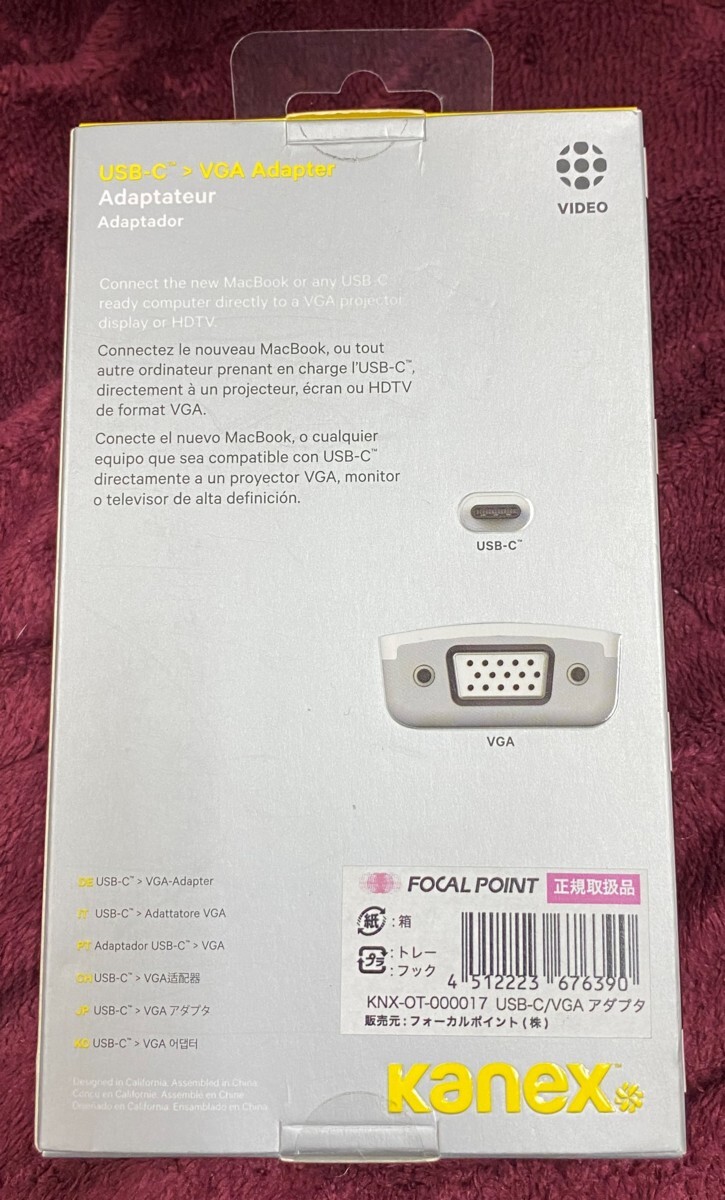 USB-C™ > VGA Adapter
Adaptateur
Adaptador
VIDEO
Connect the new MacBook or any USB-C
ready computer directly to a VGA projector,
display or HDTV.
Connectez le nouveau MacBook, ou tout
autre ordinateur prenant en charge l'USB-C™,
directement à un projecteur, écran ou HDTV
de format VGA.
Conecte el nuevo MacBook, o cualquier
equipo que sea compatible con USB-C™
directamente a un proyector VGA, monitor
o televisor de alta definición.
USB-C™
VGA
DE USB-C™ > VGA-Adapter
IT USB-C™ > Adattatore VGA
PT Adaptador USB-C™ > VGA
CH USB-C™ > VGA适配器
JP USB-C™ > VGA アダプタ
KO USB-C™ > VGA 어댑터
FOCAL POINT 正規取扱品
紙 : 箱
プラ : トレー
: フック
4 512223 676390
KNX-OT-000017 USB-C/VGA アダプタ
販売元 : フォーカルポイント (株)
Designed in California. Assembled in China
Conçu en Californie. Assemblé en Chine
Diseñado en California. Ensamblado en China
kanex™